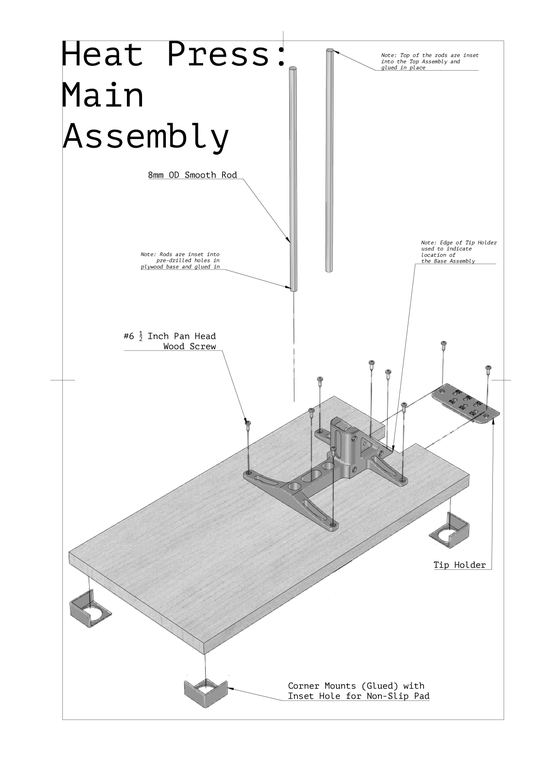 Heat Press:
Main
Assembly
Note: Top of the rods are inset
into the Top Assembly and
glued in place
8mm OD Smooth Rod
Note: Rods are inset into
pre-drilled holes in
plywood base and glued in
Note: Edge of Tip Holder
used to indicate
location of
the Base Assembly
#6 ½ Inch Pan Head
Wood Screw
Tip Holder
Corner Mounts (Glued) with
Inset Hole for Non-Slip Pad